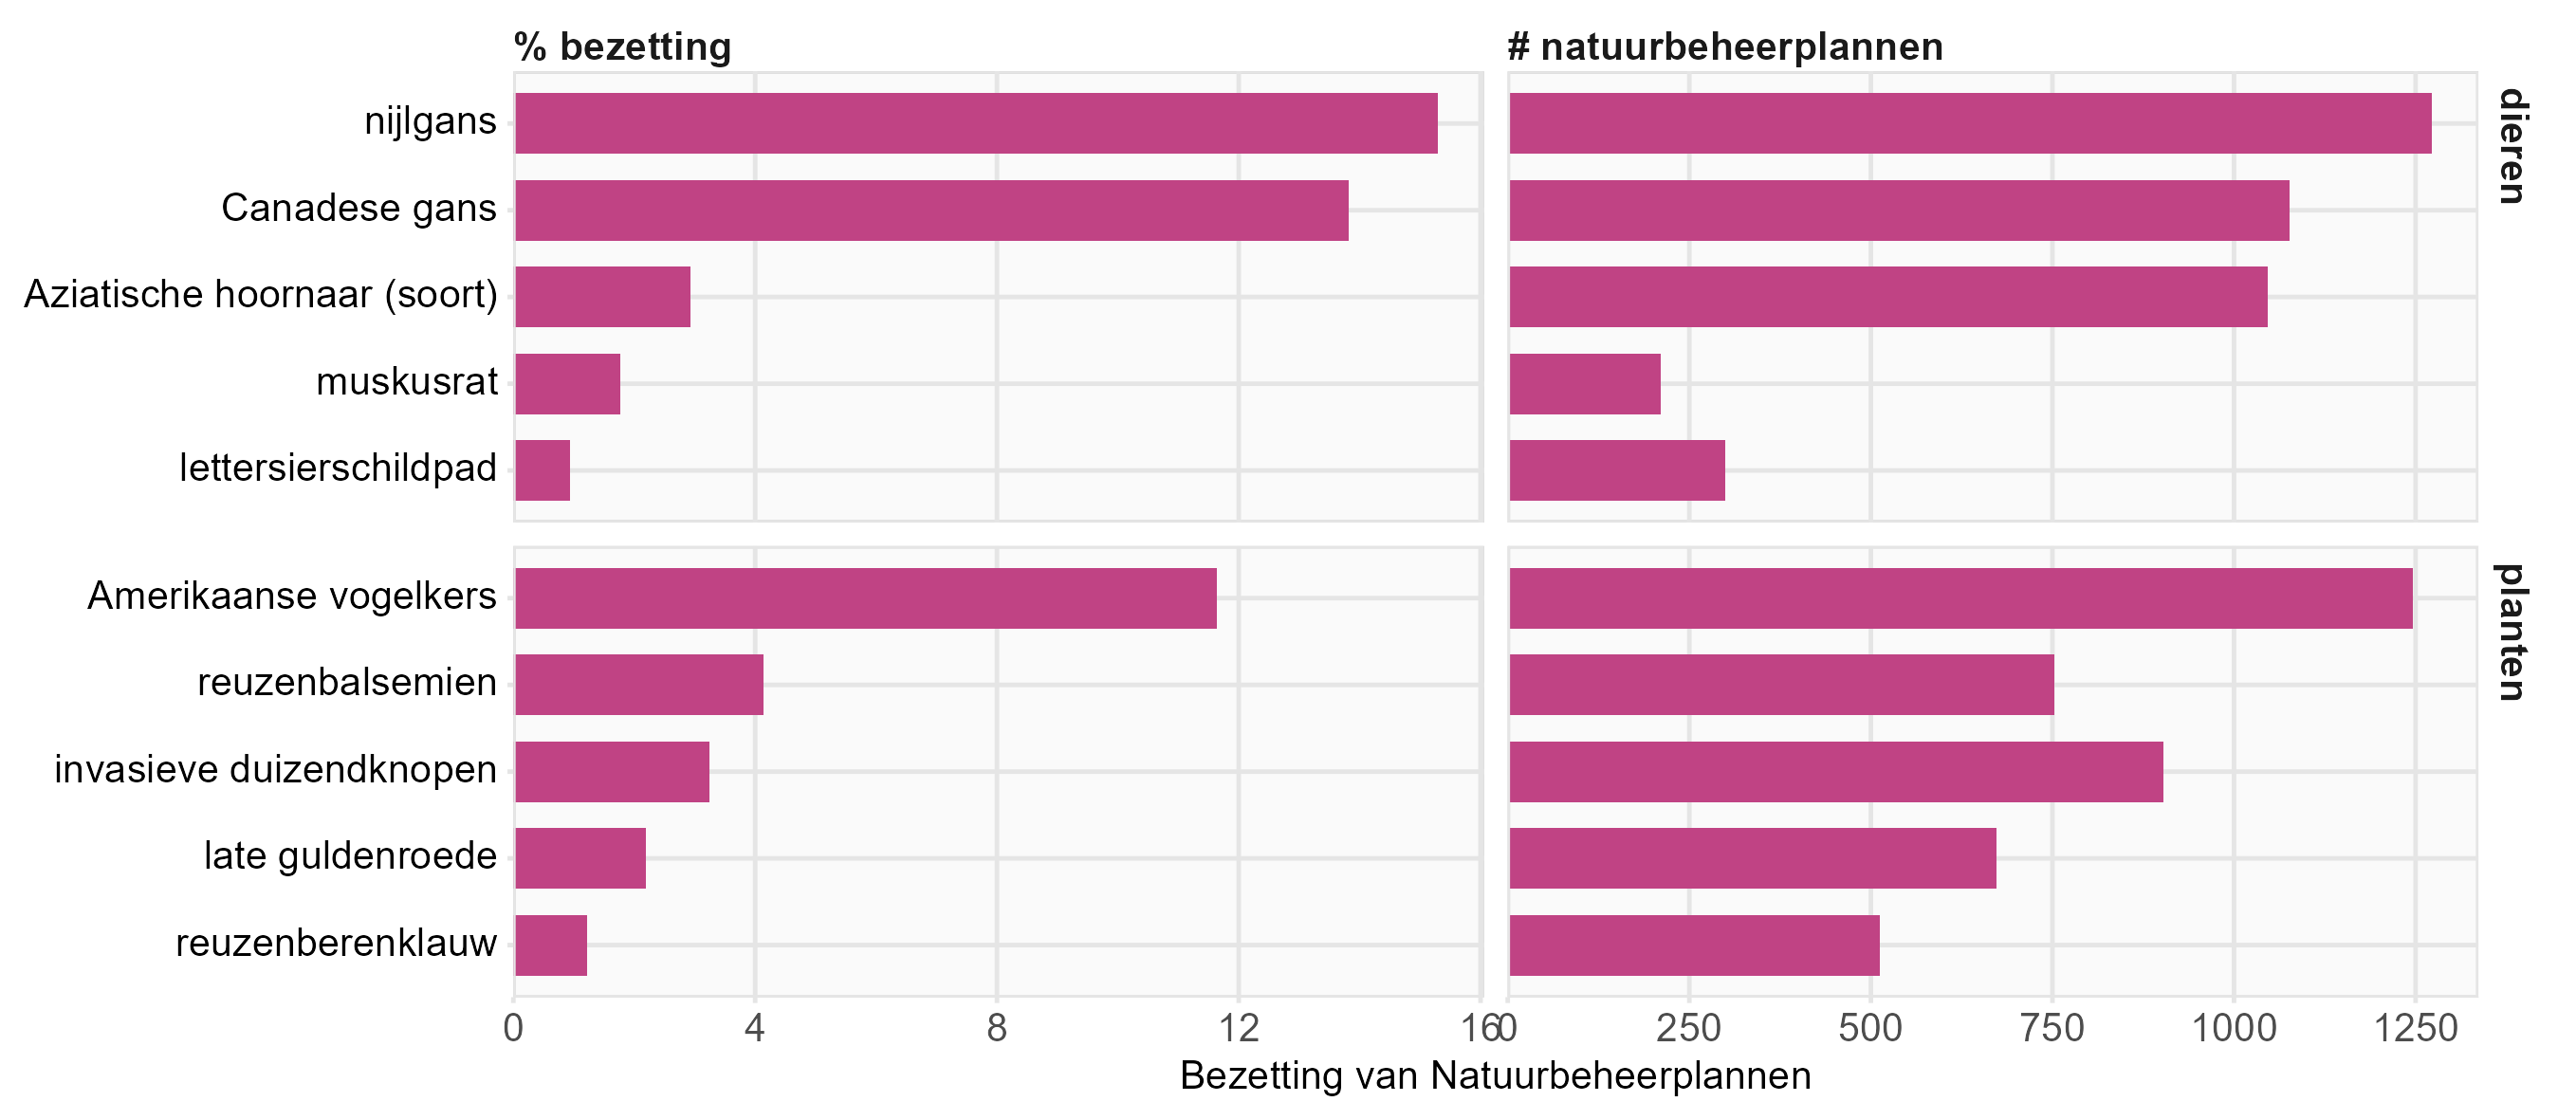 % bezetting
# natuurbeheerplannen
nijlgans
Canadese gans
Aziatische hoornaar (soort)
muskusrat
lettersierschildpad
dieren
Amerikaanse vogelkers
reuzenbalsemien
invasieve duizendknopen
late guldenroede
reuzenberenklauw
planten
0 4 8 12 16 0 250 500 750 1000 1250
Bezetting van Natuurbeheerplannen